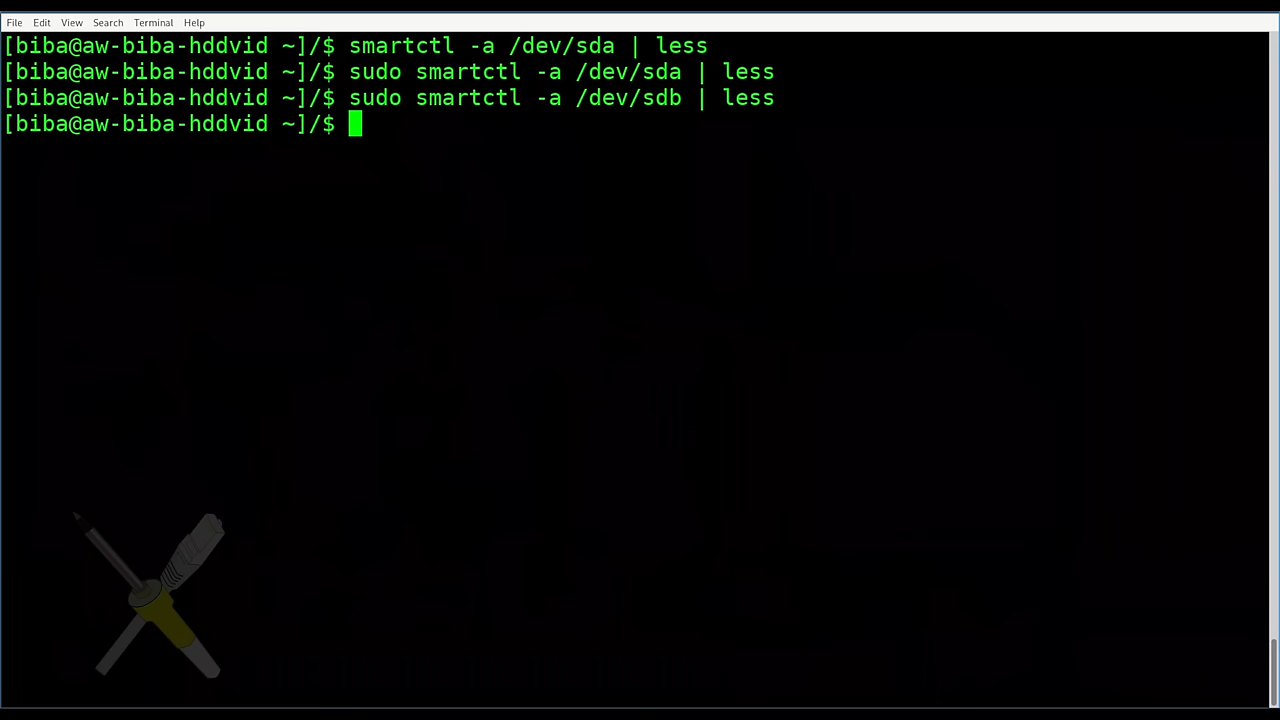 File Edit View Search Terminal Help
[biba@aw-biba-hddvid ~]/$ smartctl -a /dev/sda | less
[biba@aw-biba-hddvid ~]/$ sudo smartctl -a /dev/sda | less
[biba@aw-biba-hddvid ~]/$ sudo smartctl -a /dev/sdb | less
[biba@aw-biba-hddvid ~]/$